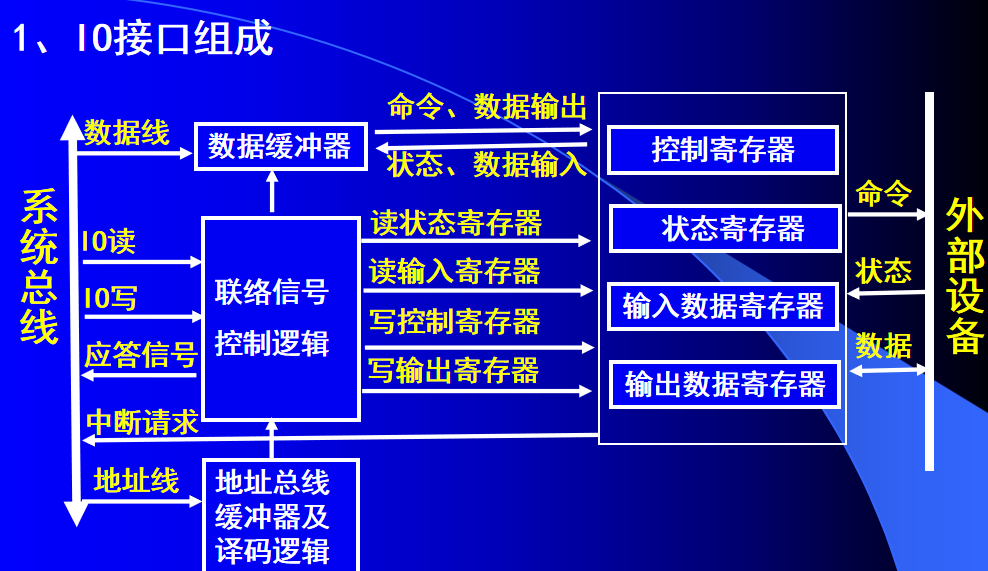 1、IO接口组成
命令、数据输出
数据线
数据缓冲器
控制寄存器
状态、数据输入
系统总线
命令
外部设备
读状态寄存器
状态寄存器
IO读
读输入寄存器
状态
联络信号
控制逻辑
IO写
输入数据寄存器
写控制寄存器
应答信号
数据
写输出寄存器
输出数据寄存器
中断请求
地址线
地址总线
缓冲器及
译码逻辑